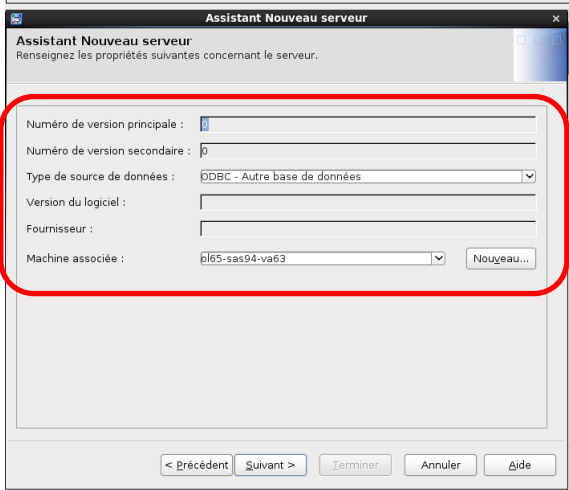 Assistant Nouveau serveur
Assistant Nouveau serveur
Renseignez les propriétés suivantes concernant le serveur.
Numéro de version principale : 0
Numéro de version secondaire : 0
Type de source de données : ODBC - Autre base de données
Version du logiciel :
Fournisseur :
Machine associée : ol65-sas94-va63 Nouveau...
< Précédent Suivant > Terminer Annuler Aide